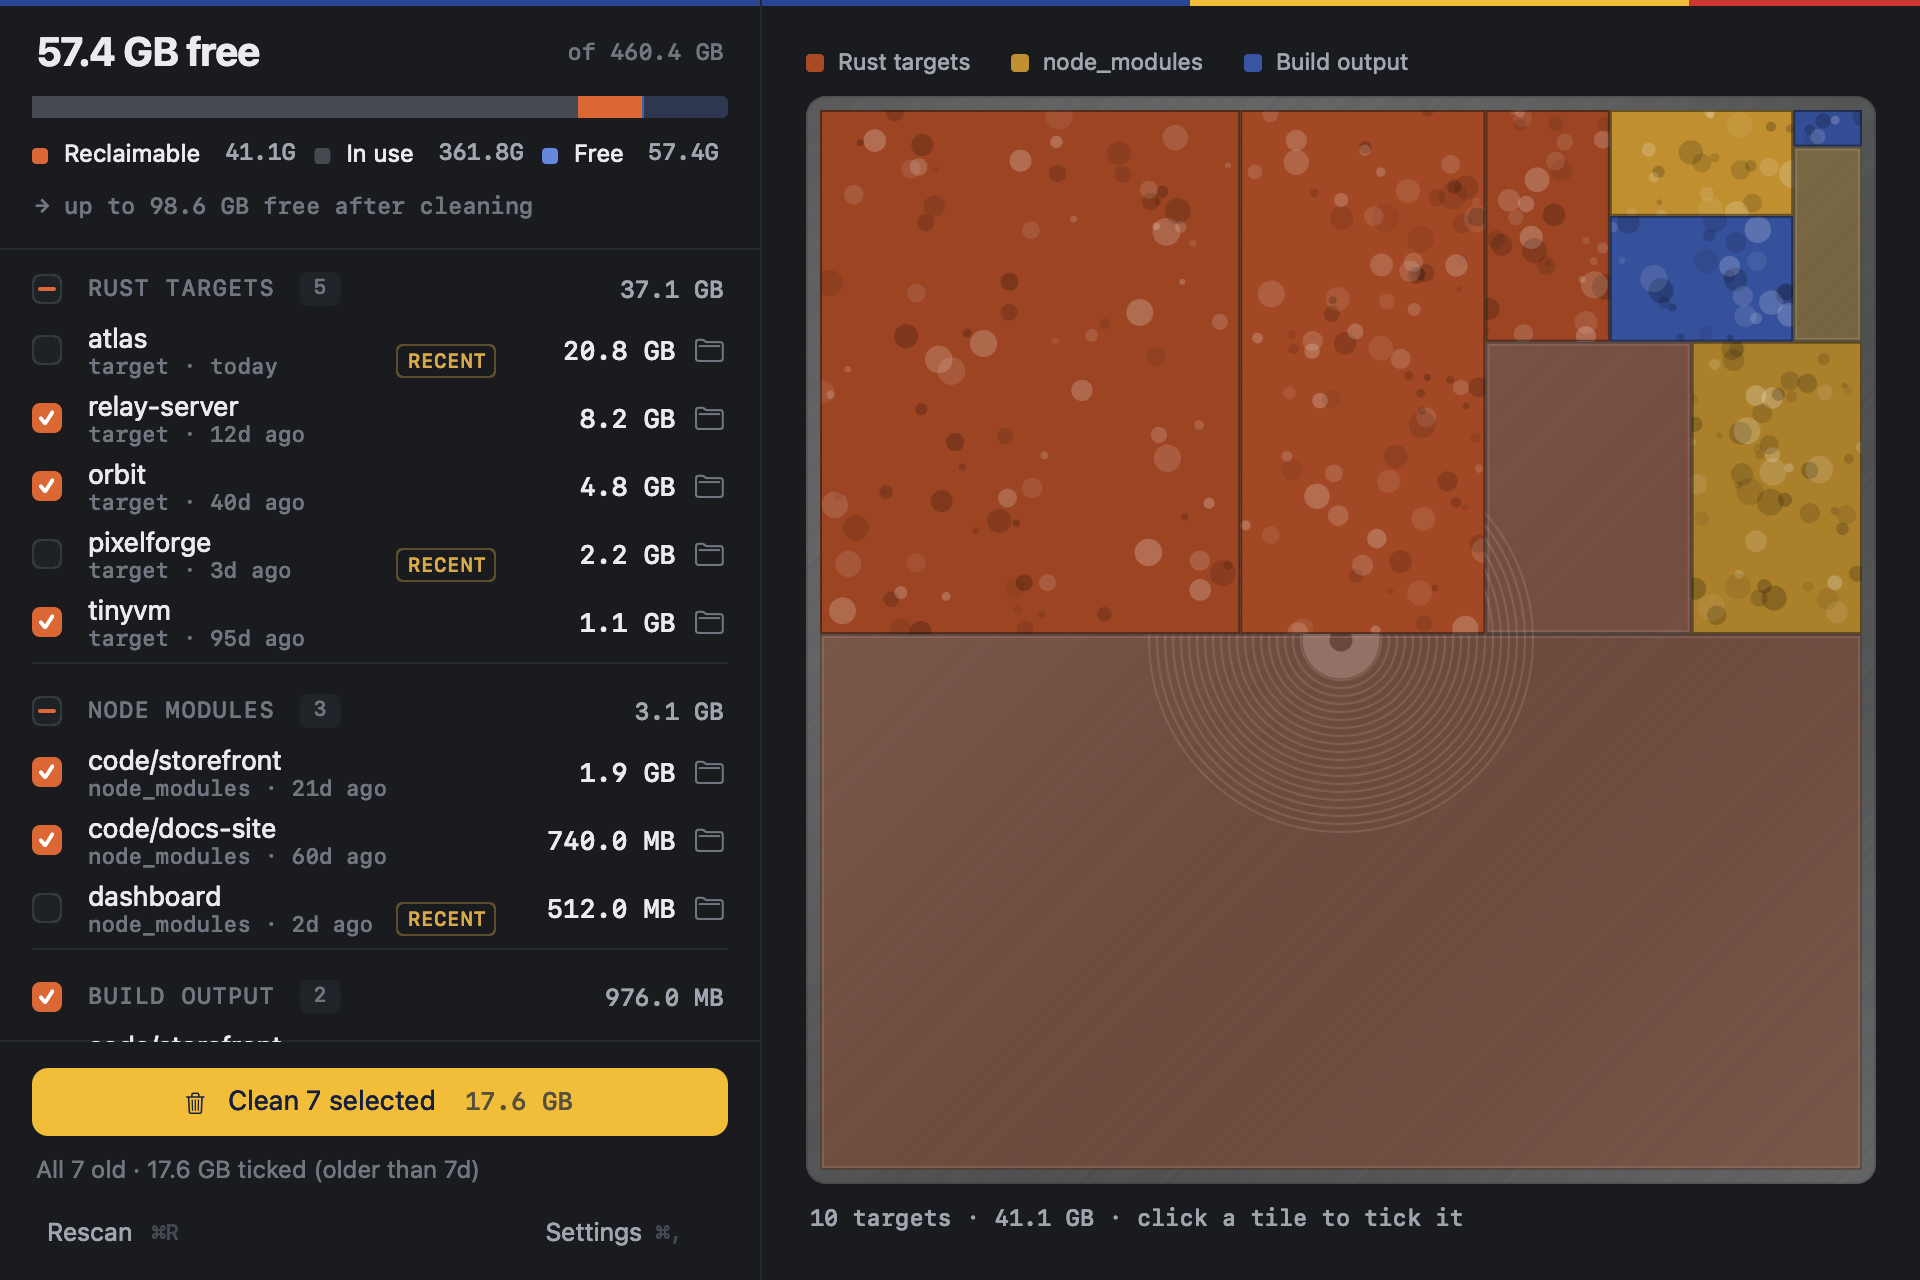 57.4 GB free
of 460.4 GB
Reclaimable 41.1G In use 361.8G Free 57.4G
→ up to 98.6 GB free after cleaning
RUST TARGETS 5 37.1 GB
atlas
target · today RECENT 20.8 GB
relay-server
target · 12d ago 8.2 GB
orbit
target · 40d ago 4.8 GB
pixelforge
target · 3d ago RECENT 2.2 GB
tinyvm
target · 95d ago 1.1 GB
NODE MODULES 3 3.1 GB
code/storefront
node_modules · 21d ago 1.9 GB
code/docs-site
node_modules · 60d ago 740.0 MB
dashboard
node_modules · 2d ago RECENT 512.0 MB
BUILD OUTPUT 2 976.0 MB
code/storefront
Clean 7 selected 17.6 GB
All 7 old · 17.6 GB ticked (older than 7d)
Rescan ⌘R Settings ⌘,
Rust targets node_modules Build output
10 targets · 41.1 GB · click a tile to tick it